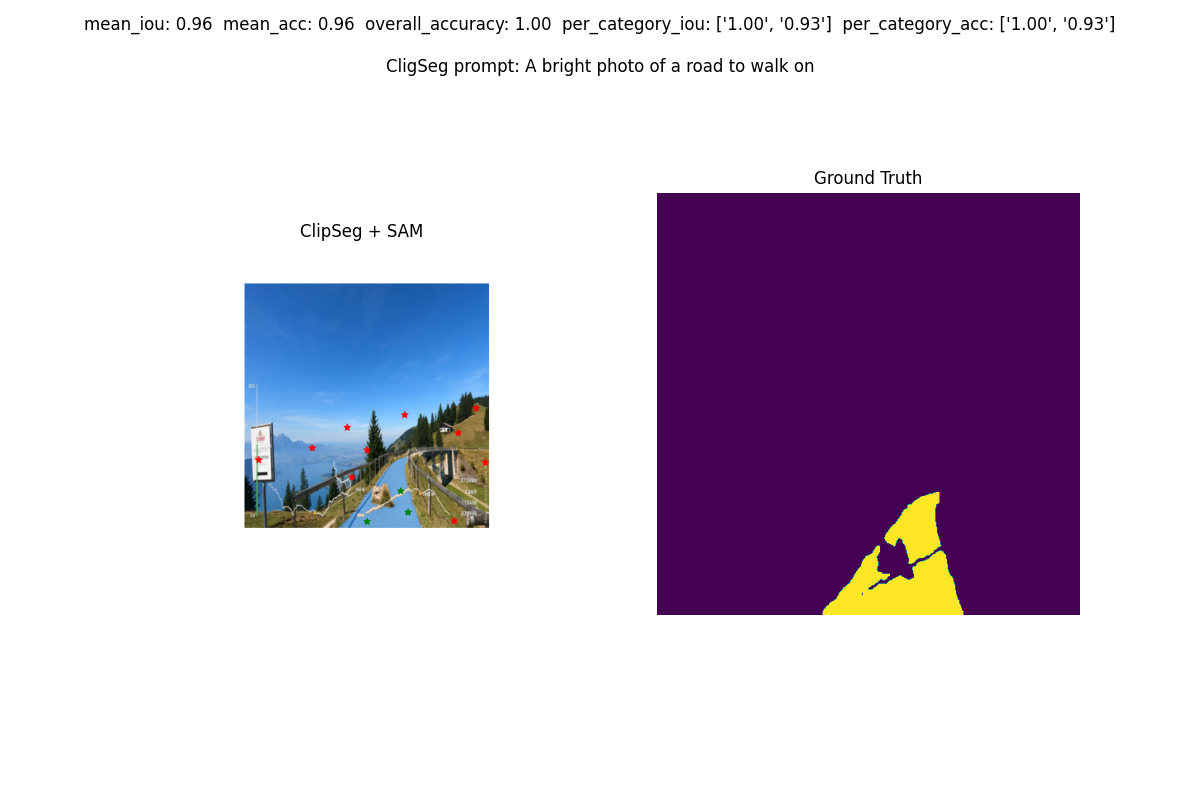 mean_iou: 0.96 mean_acc: 0.96 overall_accuracy: 1.00 per_category_iou: ['1.00', '0.93'] per_category_acc: ['1.00', '0.93']
CligSeg prompt: A bright photo of a road to walk on
Ground Truth
ClipSeg + SAM